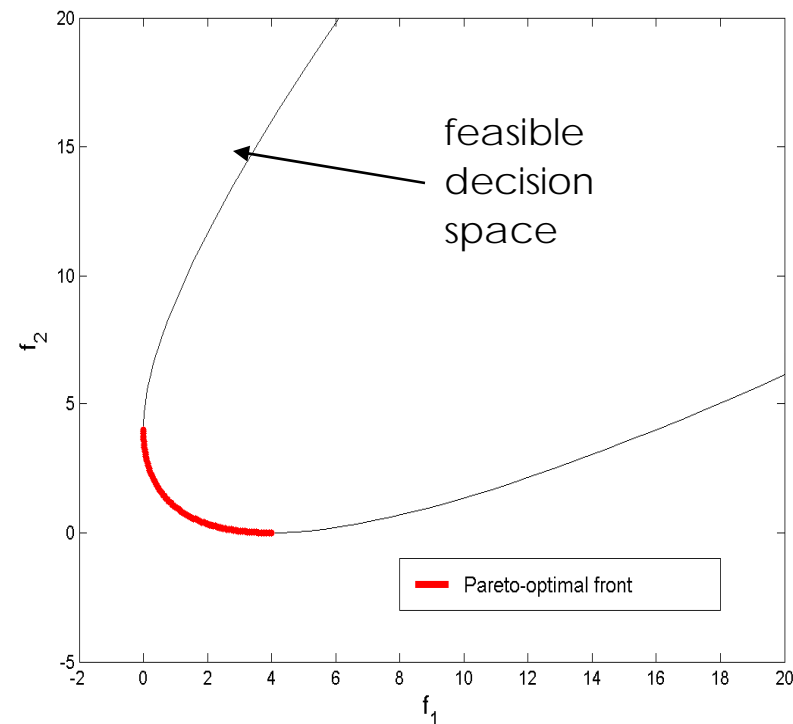 20
15
10
5
0
-5
f2
feasible
decision
space
Pareto-optimal front
-2 0 2 4 6 8 10 12 14 16 18 20
f1